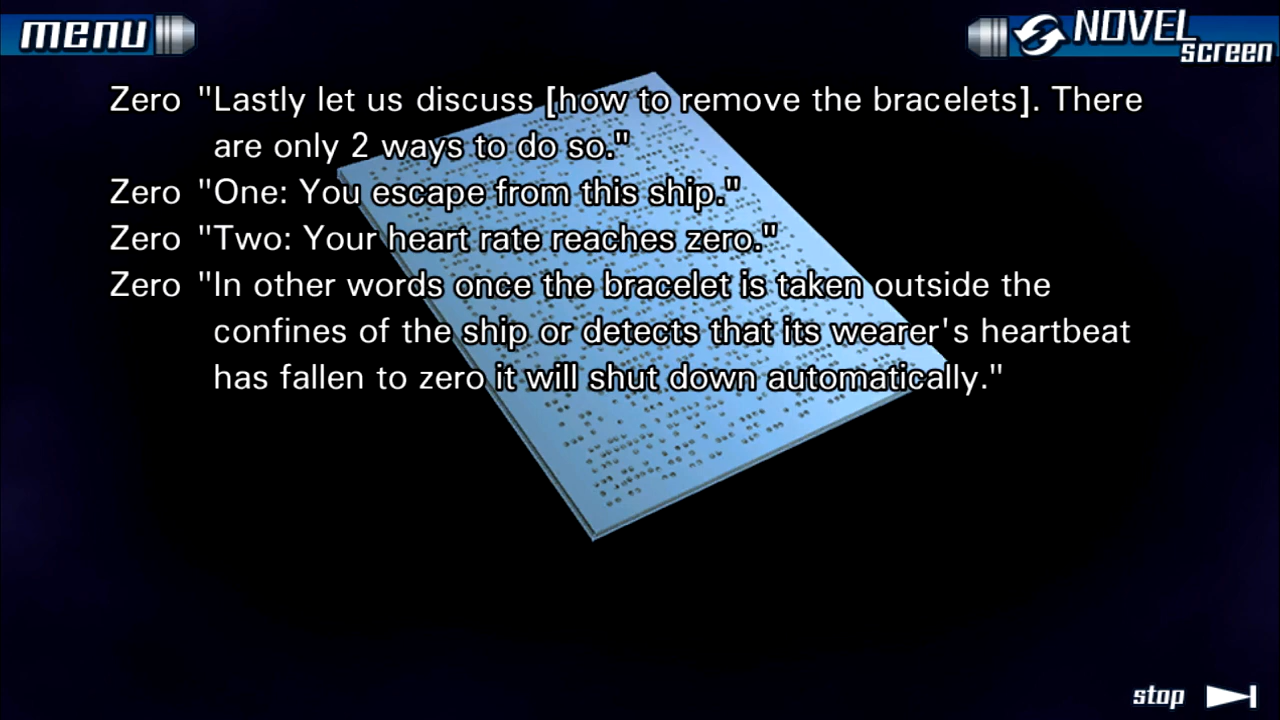 menu
NOVEL
screen
Zero "Lastly let us discuss [how to remove the bracelets]. There
are only 2 ways to do so."
Zero "One: You escape from this ship."
Zero "Two: Your heart rate reaches zero."
Zero "In other words once the bracelet is taken outside the
confines of the ship or detects that its wearer's heartbeat
has fallen to zero it will shut down automatically."
stop